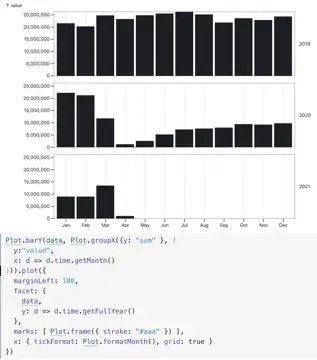 ↑ value
25,000,000
20,000,000
15,000,000
10,000,000
5,000,000
0
2019
25,000,000
20,000,000
15,000,000
10,000,000
5,000,000
0
2020
25,000,000
20,000,000
15,000,000
10,000,000
5,000,000
0
2021
Jan Feb Mar Apr May Jun Jul Aug Sep Oct Nov Dec
Plot.barY(data, Plot.groupX({y: "sum" }, {
y:"value",
x: d => d.time.getMonth()
})).plot({
marginLeft: 100,
facet: {
data,
y: d => d.time.getFullYear()
},
marks: [ Plot.frame({ stroke: "#aaa" }) ],
x: { tickFormat: Plot.formatMonth(), grid: true }
})